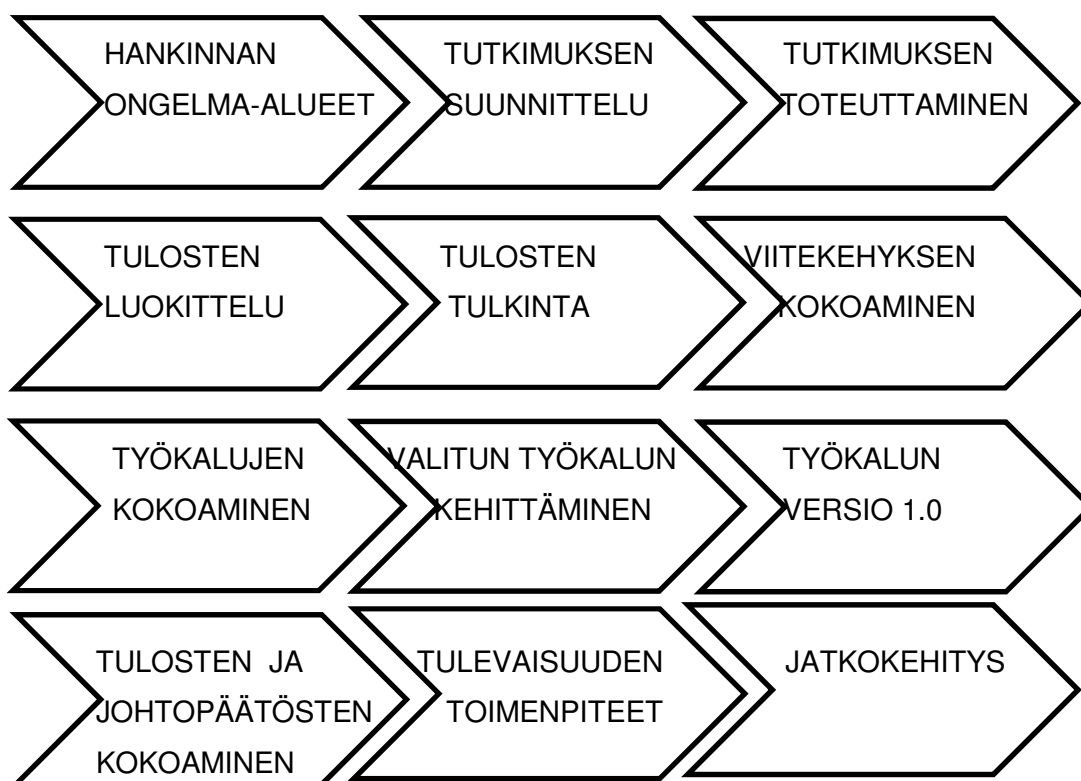 HANKINNAN
ONGELMA-ALUEET
TUTKIMUKSEN
SUUNNITTELU
TUTKIMUKSEN
TOTEUTTAMINEN
TULOSTEN
LUOKITTELU
TULOSTEN
TULKINTA
VIITEKEHYKSEN
KOKOAMINEN
TYÖKALUJEN
KOKOAMINEN
VALITUN TYÖKALUN
KEHITTÄMINEN
TYÖKALUN
VERSIO 1.0
TULOSTEN JA
JOHTOPÄÄTÖSTEN
KOKOAMINEN
TULEVAISUUDEN
TOIMENPITEET
JATKOKEHITYS